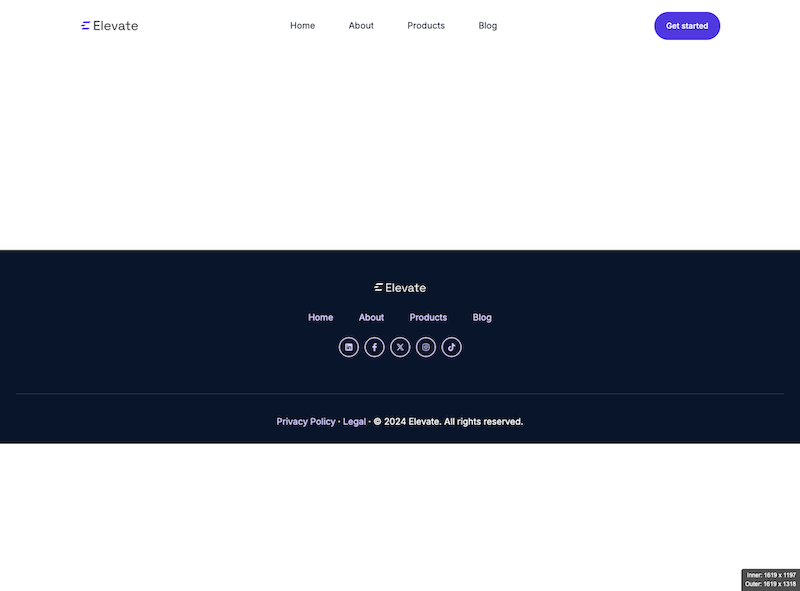 Elevate
Home About Products Blog
Get started
Elevate
Home About Products Blog
Privacy Policy · Legal · © 2024 Elevate. All rights reserved.
Inner: 1619 x 1197
Outer: 1619 x 1318